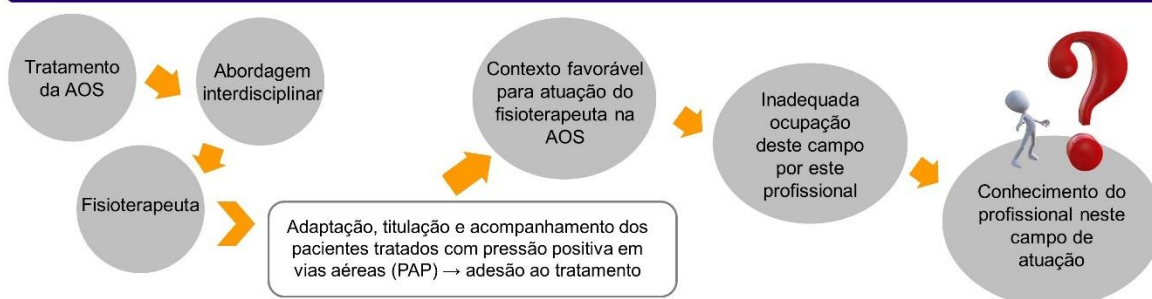 Tratamento
da AOS
Abordagem
interdisciplinar
Fisioterapeuta
Adaptação, titulação e acompanhamento dos
pacientes tratados com pressão positiva em
vias aéreas (PAP) → adesão ao tratamento
Contexto favorável
para atuação do
fisioterapeuta na
AOS
Inadequada
ocupação
deste campo
por este
profissional
?
Conhecimento do
profissional neste
campo de
atuação